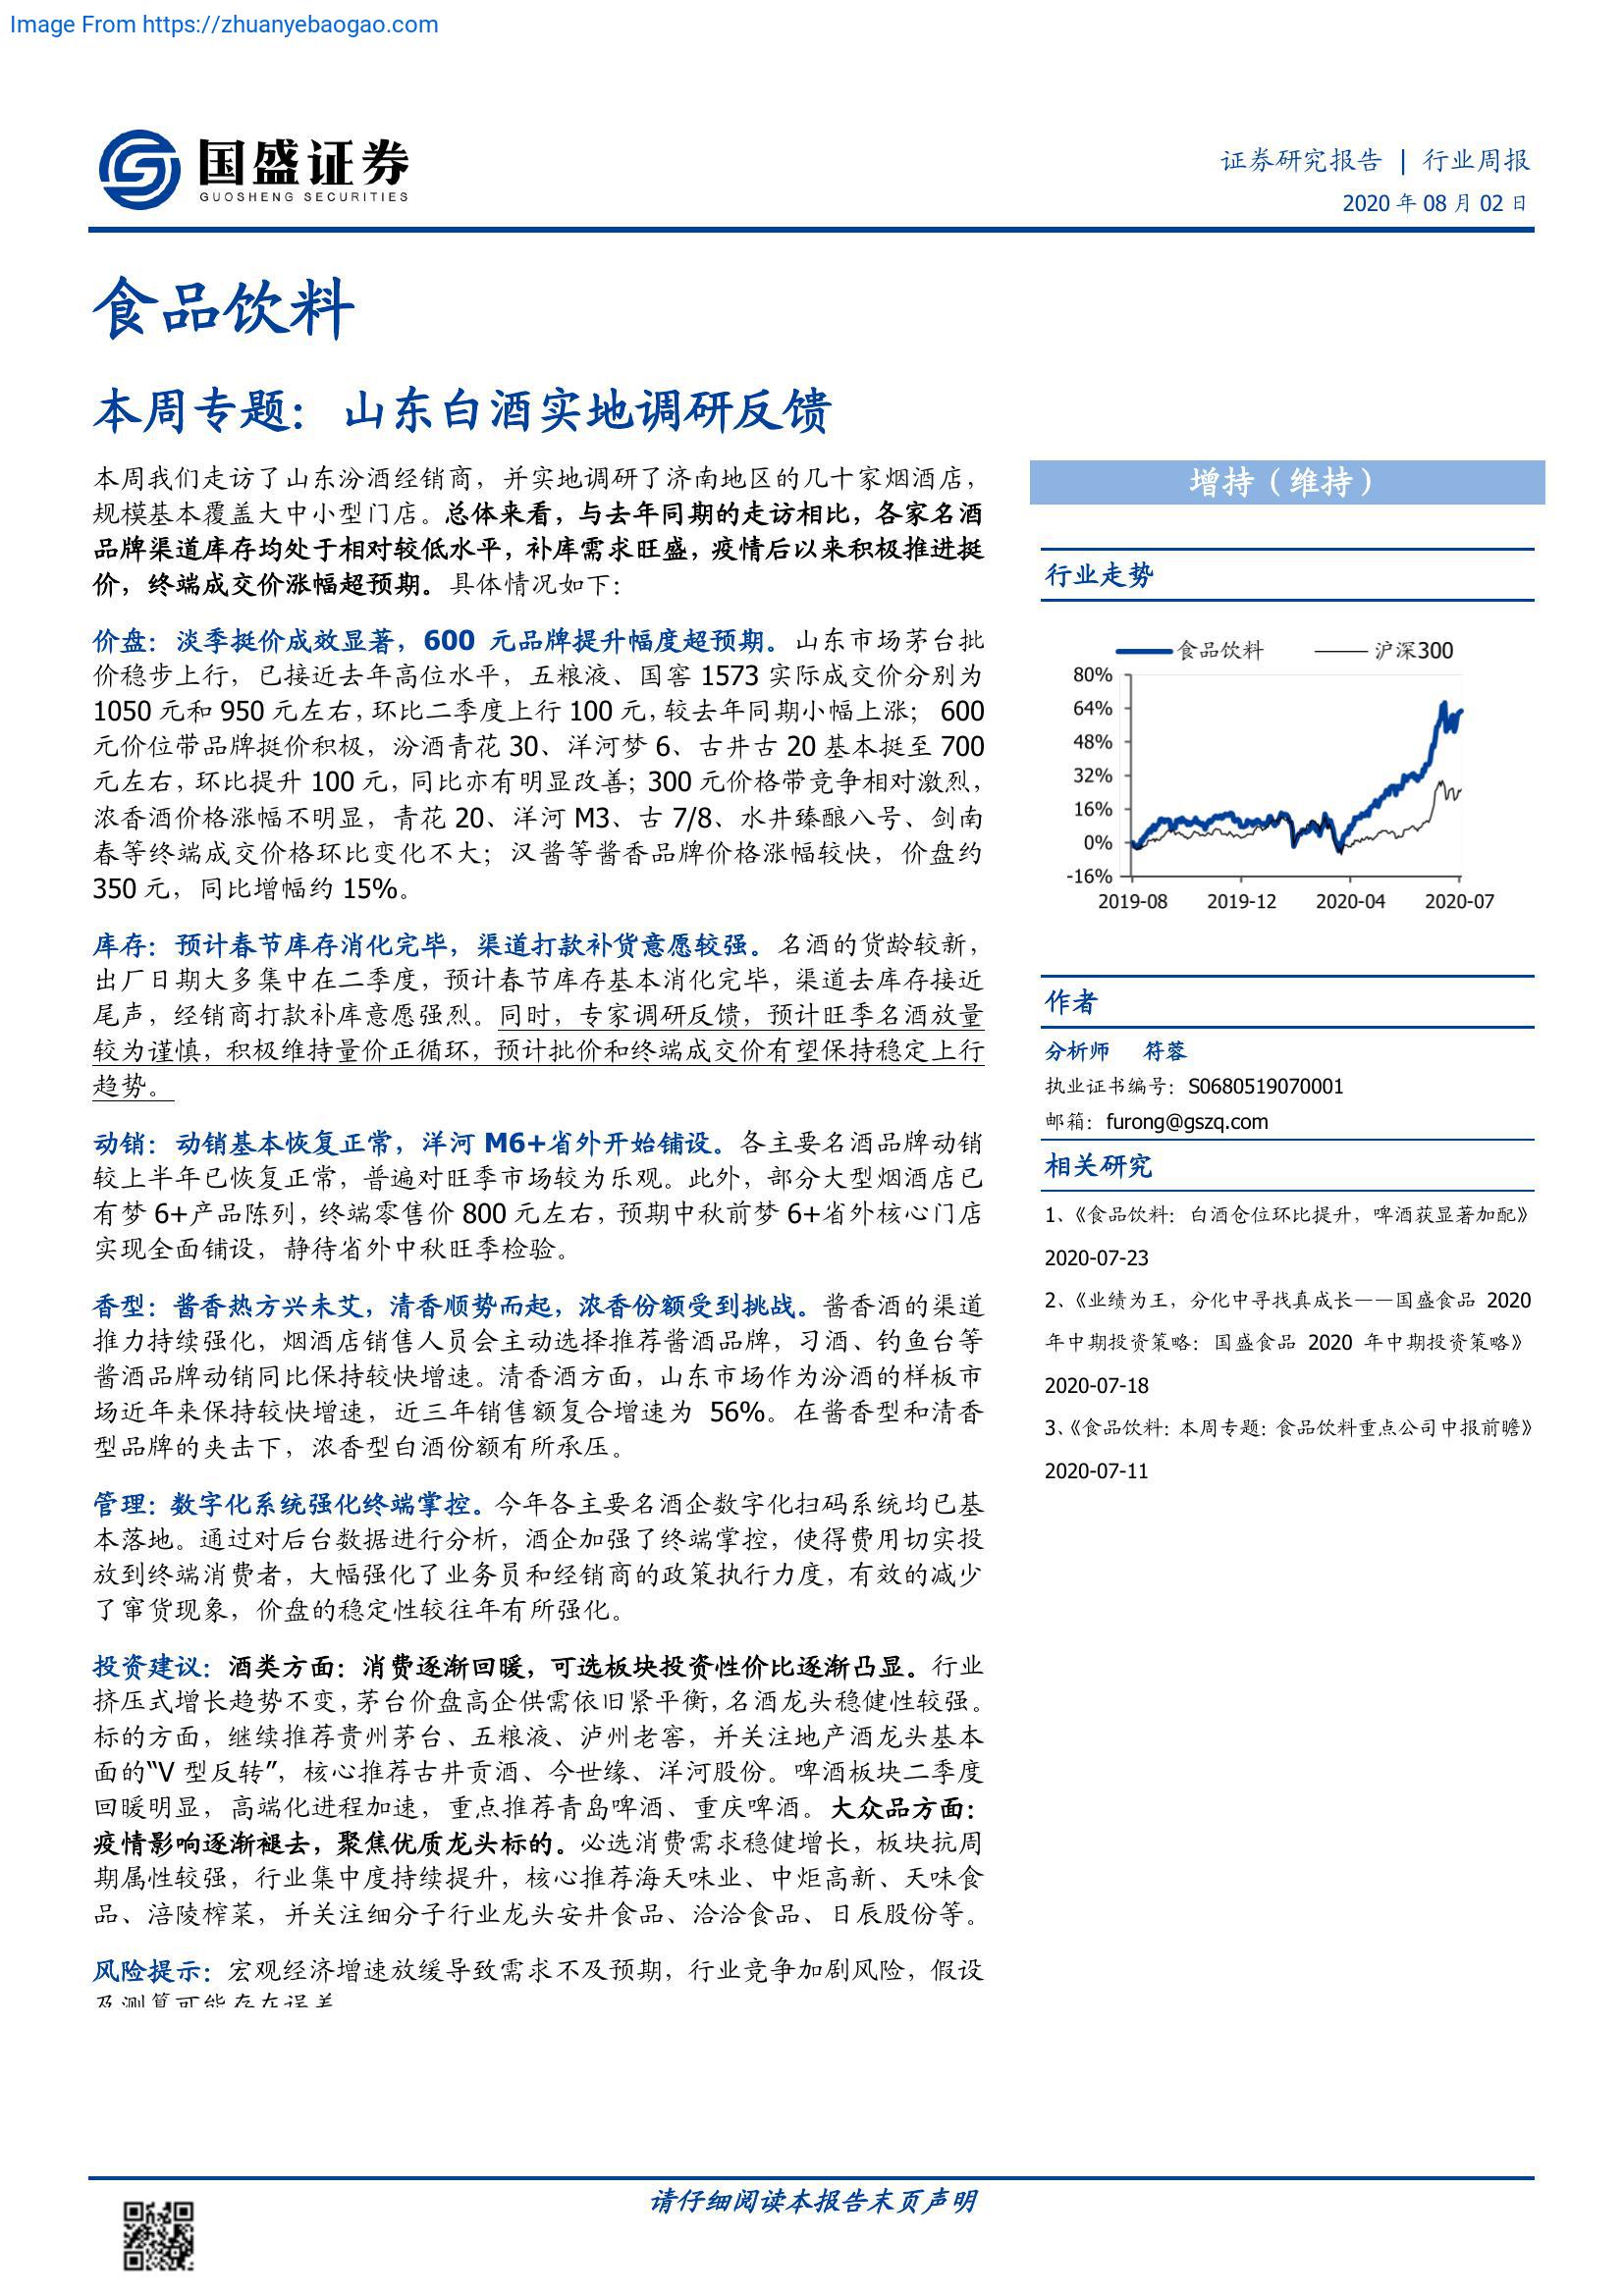 Image From https://zhuanyebaogao.com
国盛证券
GUOSHENG SECURITIES
证券研究报告 | 行业周报
2020 年 08 月 02 日
食品饮料
本周专题：山东白酒实地调研反馈
本周我们走访了山东汾酒经销商，并实地调研了济南地区的几十家烟酒店，
规模基本覆盖大中小型门店。总体来看，与去年同期的走访相比，各家名酒
品牌渠道库存均处于相对较低水平，补库需求旺盛，疫情后以来积极推进挺
价，终端成交价涨幅超预期。具体情况如下：
价盘：淡季挺价成效显著，600 元品牌提升幅度超预期。山东市场茅台批
价稳步上行，已接近去年高位水平，五粮液、国窖 1573 实际成交价分别为
1050 元和 950 元左右，环比二季度上行 100 元，较去年同期小幅上涨； 600
元价位带品牌挺价积极，汾酒青花 30、洋河梦 6、古井古 20 基本挺至 700
元左右，环比提升 100 元，同比亦有明显改善；300 元价格带竞争相对激烈，
浓香酒价格涨幅不明显，青花 20、洋河 M3、古 7/8、水井臻酿八号、剑南
春等终端成交价格环比变化不大；汉酱等酱香品牌价格涨幅较快，价盘约
350 元，同比增幅约 15%。
库存：预计春节库存消化完毕，渠道打款补货意愿较强。名酒的货龄较新，
出厂日期大多集中在二季度，预计春节库存基本消化完毕，渠道去库存接近
尾声，经销商打款补库意愿强烈。同时，专家调研反馈，预计旺季名酒放量
较为谨慎，积极维持量价正循环，预计批价和终端成交价有望保持稳定上行
趋势。
动销：动销基本恢复正常，洋河 M6+省外开始铺设。各主要名酒品牌动销
较上半年已恢复正常，普遍对旺季市场较为乐观。此外，部分大型烟酒店已
有梦 6+产品陈列，终端零售价 800 元左右，预期中秋前梦 6+省外核心门店
实现全面铺设，静待省外中秋旺季检验。
香型：酱香热方兴未艾，清香顺势而起，浓香份额受到挑战。酱香酒的渠道
推力持续强化，烟酒店销售人员会主动选择推荐酱酒品牌，习酒、钓鱼台等
酱酒品牌动销同比保持较快增速。清香酒方面，山东市场作为汾酒的样板市
场近年来保持较快增速，近三年销售额复合增速为 56%。在酱香型和清香
型品牌的夹击下，浓香型白酒份额有所承压。
管理：数字化系统强化终端掌控。今年各主要名酒企数字化扫码系统均已基
本落地。通过对后台数据进行分析，酒企加强了终端掌控，使得费用切实投
放到终端消费者，大幅强化了业务员和经销商的政策执行力度，有效的减少
了窜货现象，价盘的稳定性较往年有所强化。
投资建议：酒类方面：消费逐渐回暖，可选板块投资性价比逐渐凸显。行业
挤压式增长趋势不变，茅台价盘高企供需依旧紧平衡，名酒龙头稳健性较强。
标的方面，继续推荐贵州茅台、五粮液、泸州老窖，并关注地产酒龙头基本
面的“V 型反转”，核心推荐古井贡酒、今世缘、洋河股份。啤酒板块二季度
回暖明显，高端化进程加速，重点推荐青岛啤酒、重庆啤酒。大众品方面：
疫情影响逐渐褪去，聚焦优质龙头标的。必选消费需求稳健增长，板块抗周
期属性较强，行业集中度持续提升，核心推荐海天味业、中炬高新、天味食
品、涪陵榨菜，并关注细分子行业龙头安井食品、洽洽食品、日辰股份等。
风险提示：宏观经济增速放缓导致需求不及预期，行业竞争加剧风险，假设
及测算可能存在误差
增持（维持）
行业走势
食品饮料 沪深300
80%
64%
48%
32%
16%
0%
-16%
2019-08 2019-12 2020-04 2020-07
作者
分析师 符蓉
执业证书编号：S0680519070001
邮箱：furong@gszq.com
相关研究
1、《食品饮料：白酒仓位环比提升，啤酒获显著加配》
2020-07-23
2、《业绩为王，分化中寻找真成长——国盛食品 2020
年中期投资策略：国盛食品 2020 年中期投资策略》
2020-07-18
3、《食品饮料：本周专题：食品饮料重点公司中报前瞻》
2020-07-11
请仔细阅读本报告末页声明